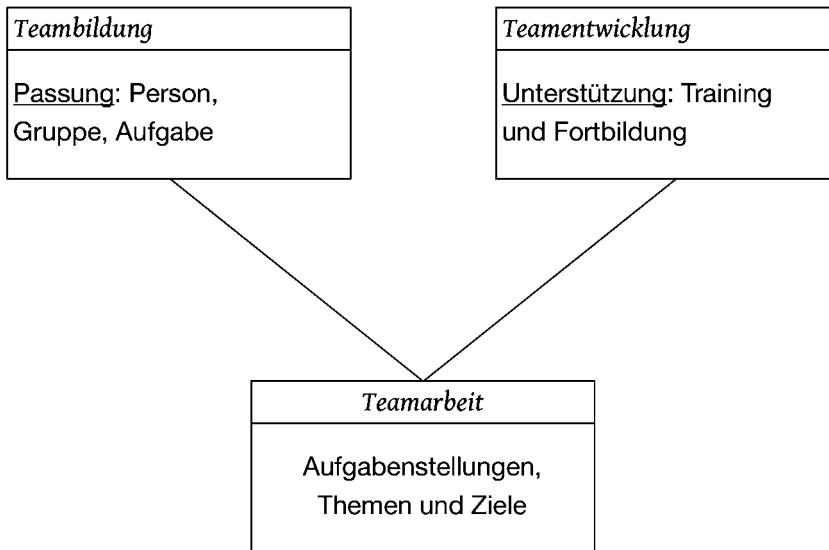 Teambildung
Passung: Person,
Gruppe, Aufgabe
Teamentwicklung
Unterstützung: Training
und Fortbildung
Teamarbeit
Aufgabenstellungen,
Themen und Ziele